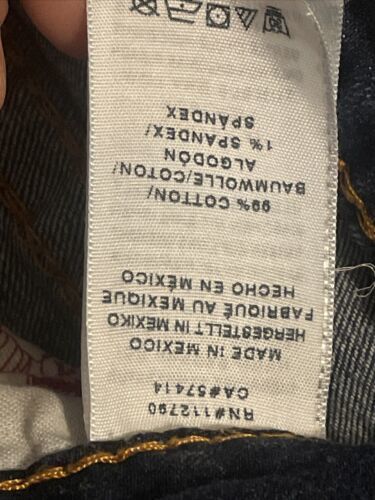 RN#112790
CA#57414
MADE IN MEXICO
HERGESTELLT IN MEXIKO
FABRIQUÉ AU MEXIQUE
HECHO EN MÉXICO
99% COTTON/
BAUMWOLLE/COTON/
ALGODÓN
1% SPANDEX/
SPÁNDEX